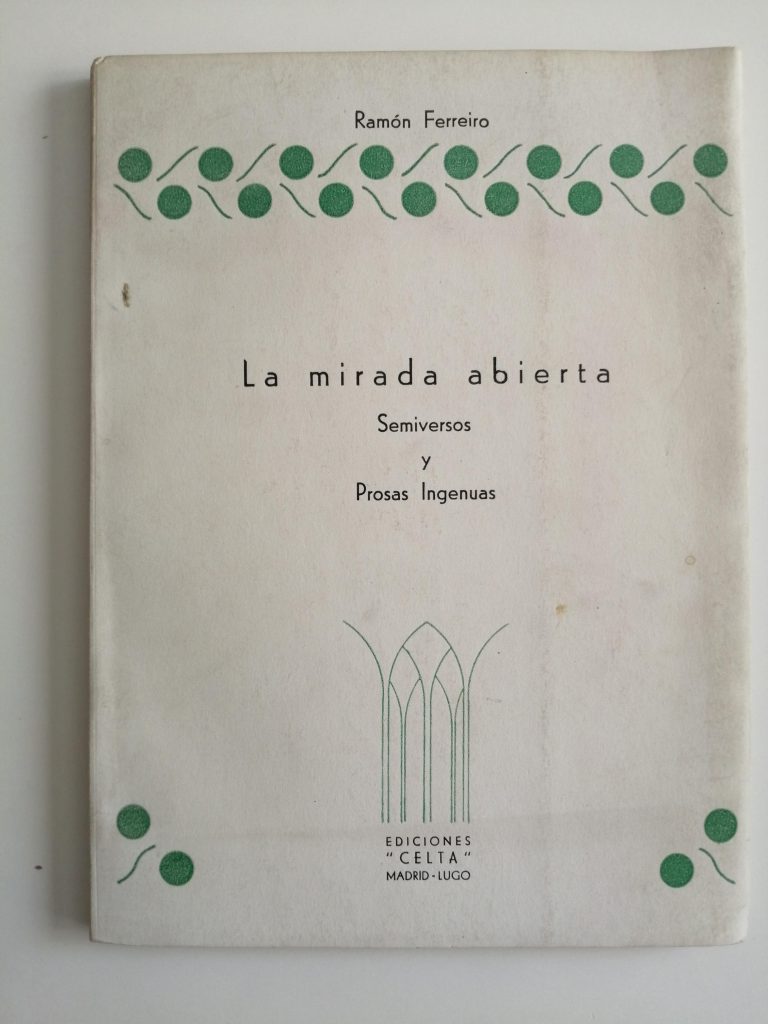 Ramón Ferreiro
La mirada abierta
Semiversos
y
Prosas Ingenuas
EDICIONES
"CELTA"
MADRID-LUGO